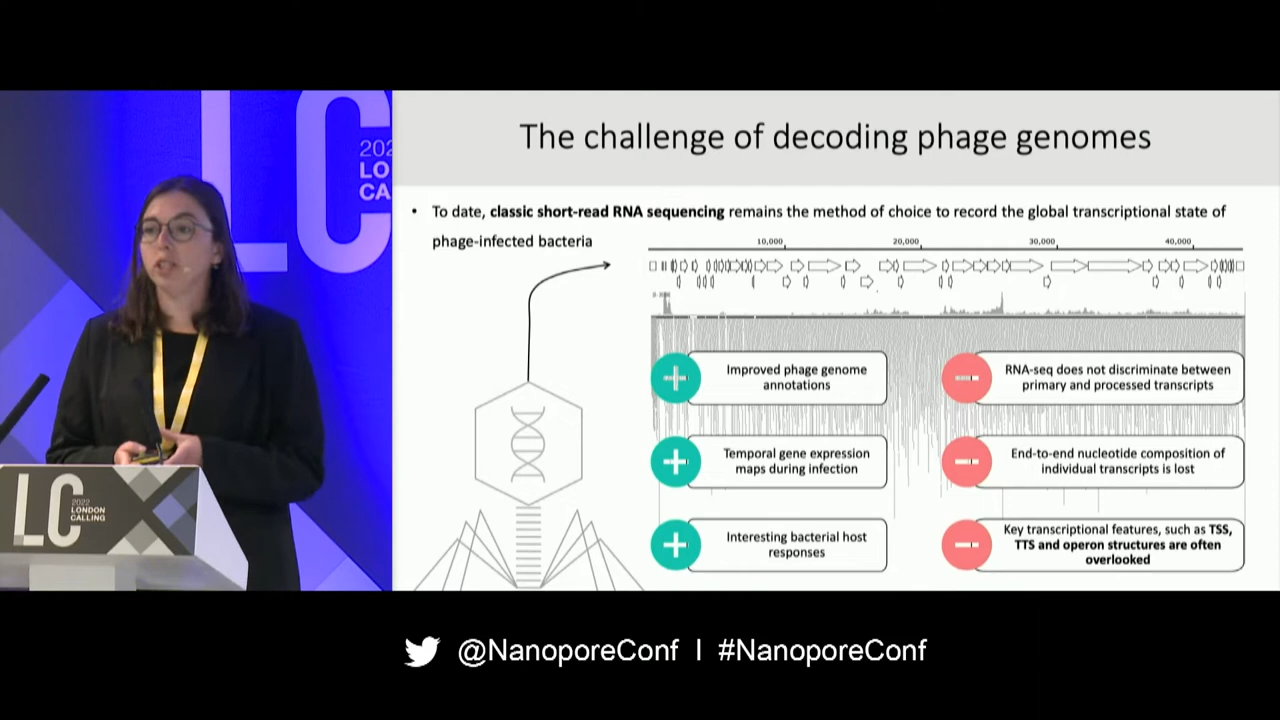 LC
202
LO
CA
LC
2022
LONDON
CALLING
The challenge of decoding phage genomes
• To date, classic short-read RNA sequencing remains the method of choice to record the global transcriptional state of
phage-infected bacteria
10,000 20,000 30,000 40,000
Improved phage genome
annotations
RNA-seq does not discriminate between
primary and processed transcripts
Temporal gene expression
maps during infection
End-to-end nucleotide composition of
individual transcripts is lost
Interesting bacterial host
responses
Key transcriptional features, such as TSS,
TTS and operon structures are often
overlooked
@NanoporeConf I #NanoporeConf